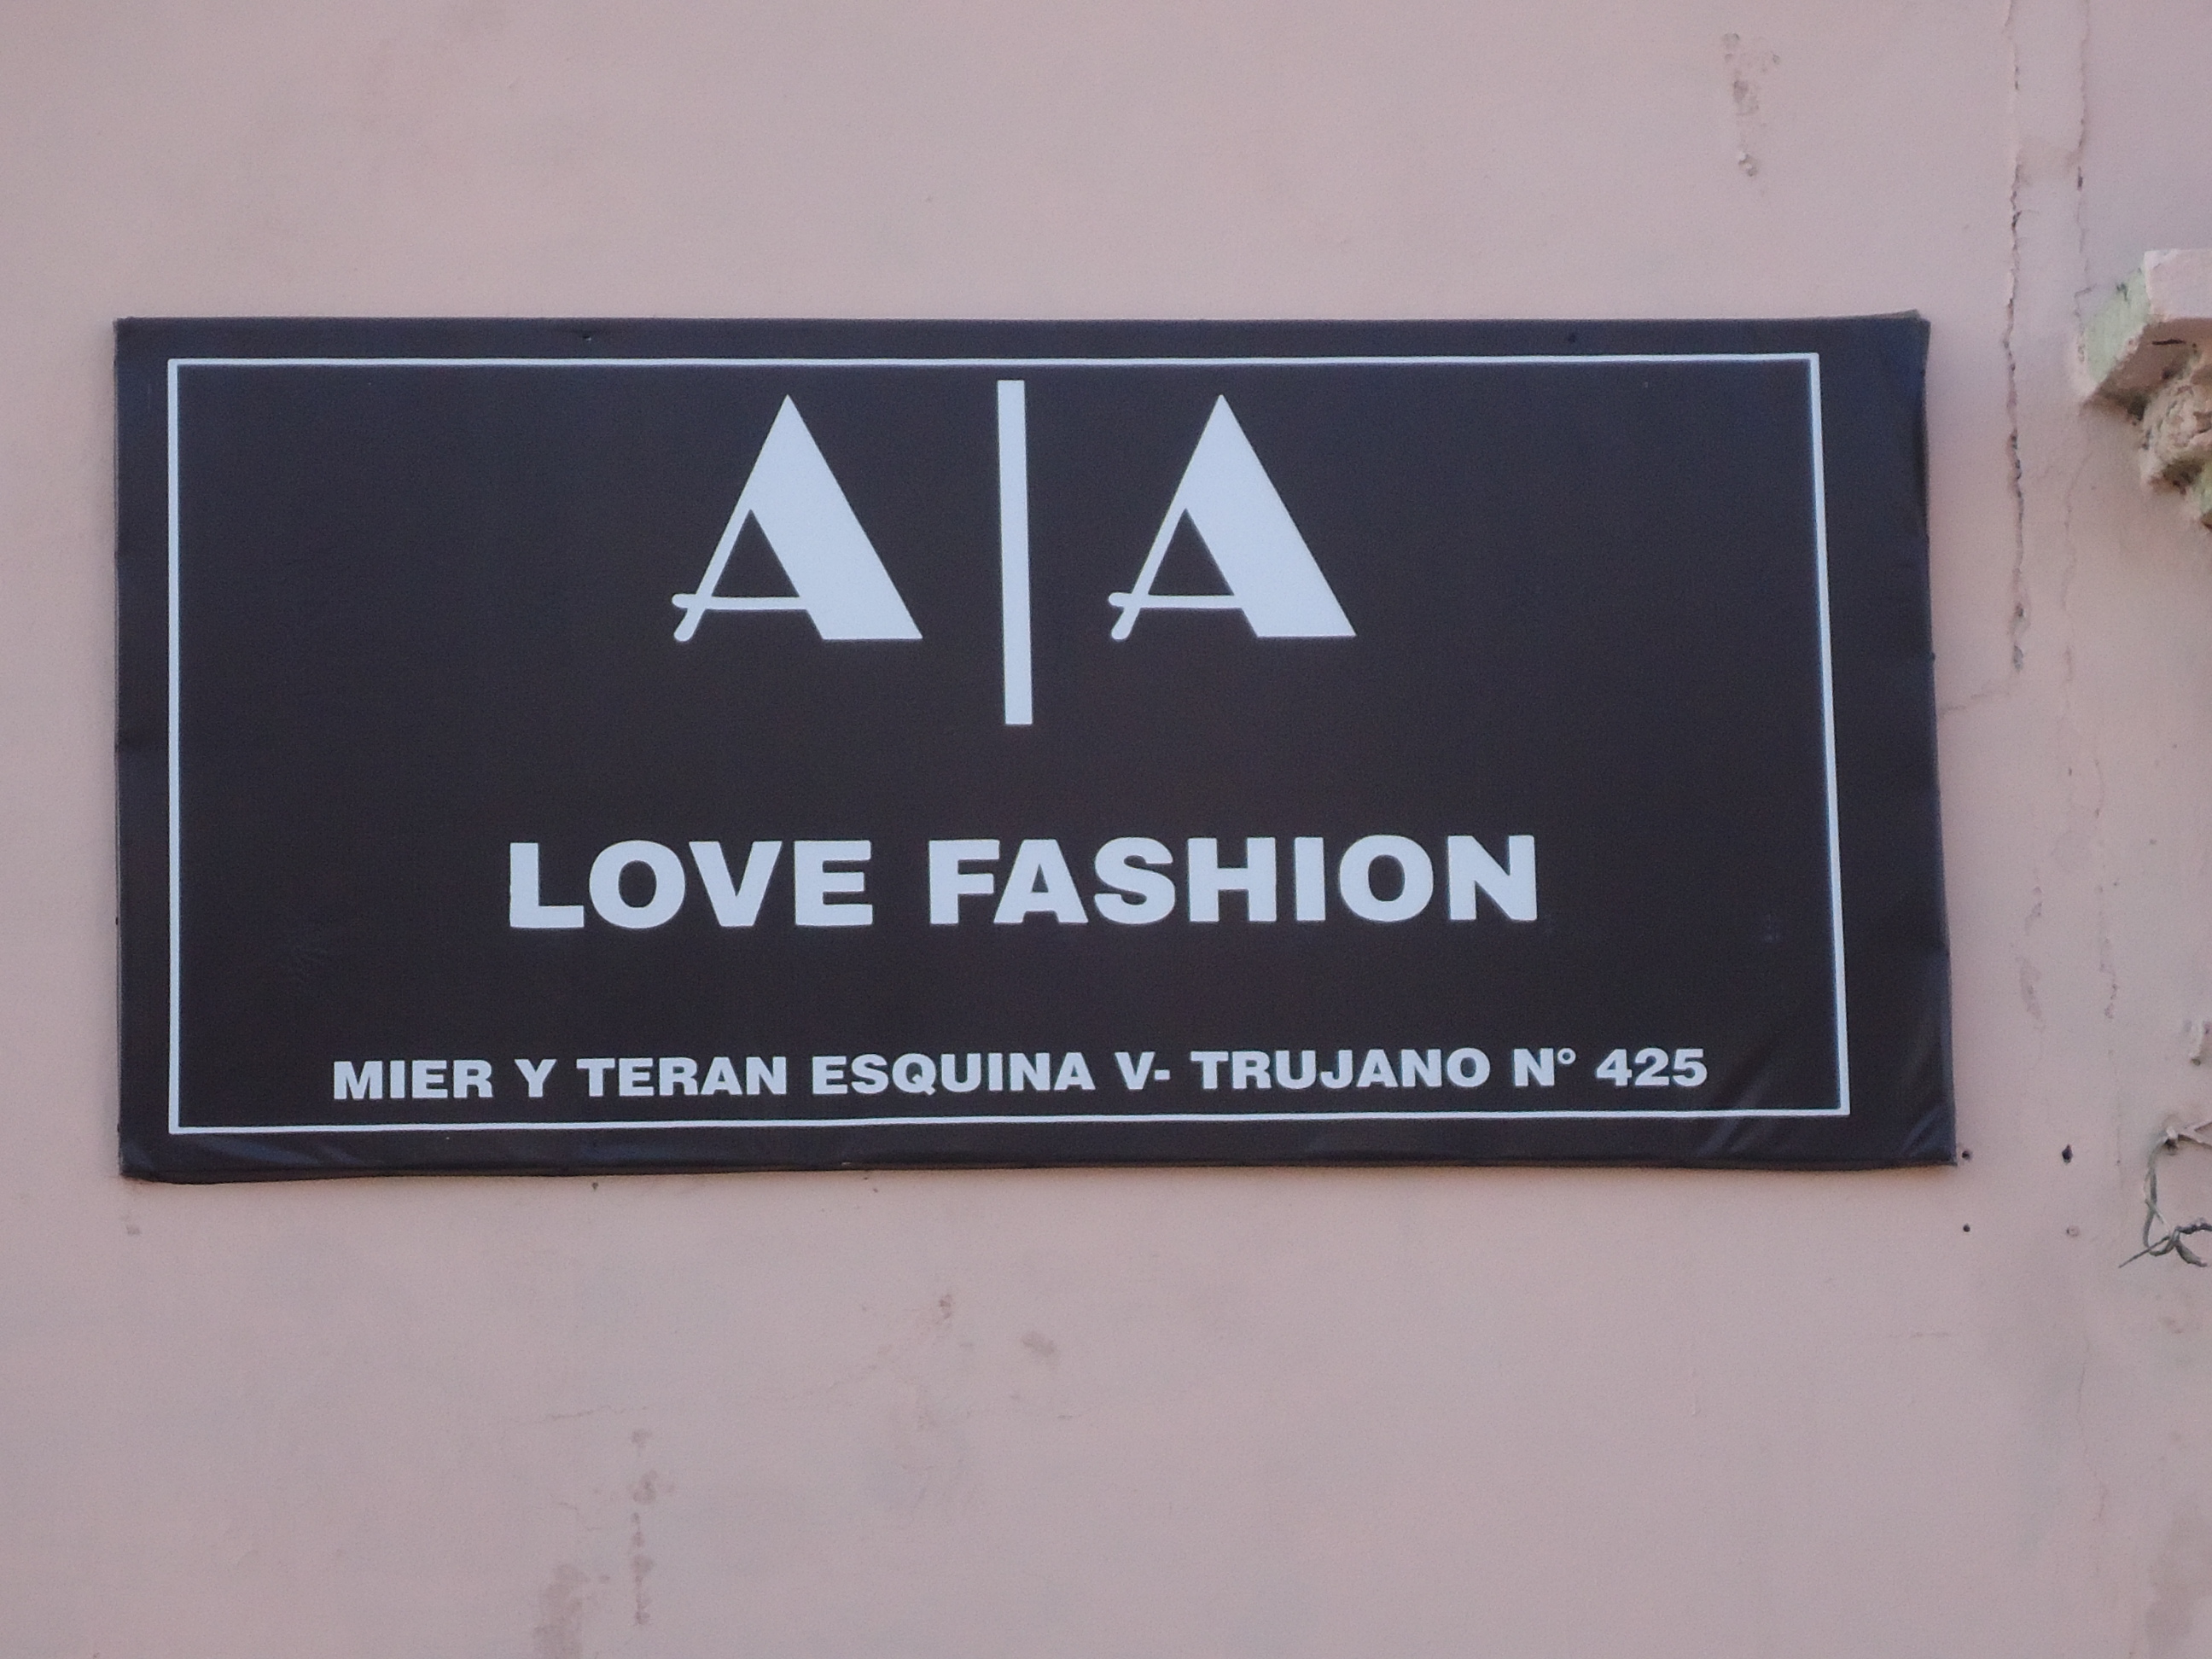 A|A
LOVE FASHION
MIER Y TERAN ESQUINA V- TRUJANO N° 425